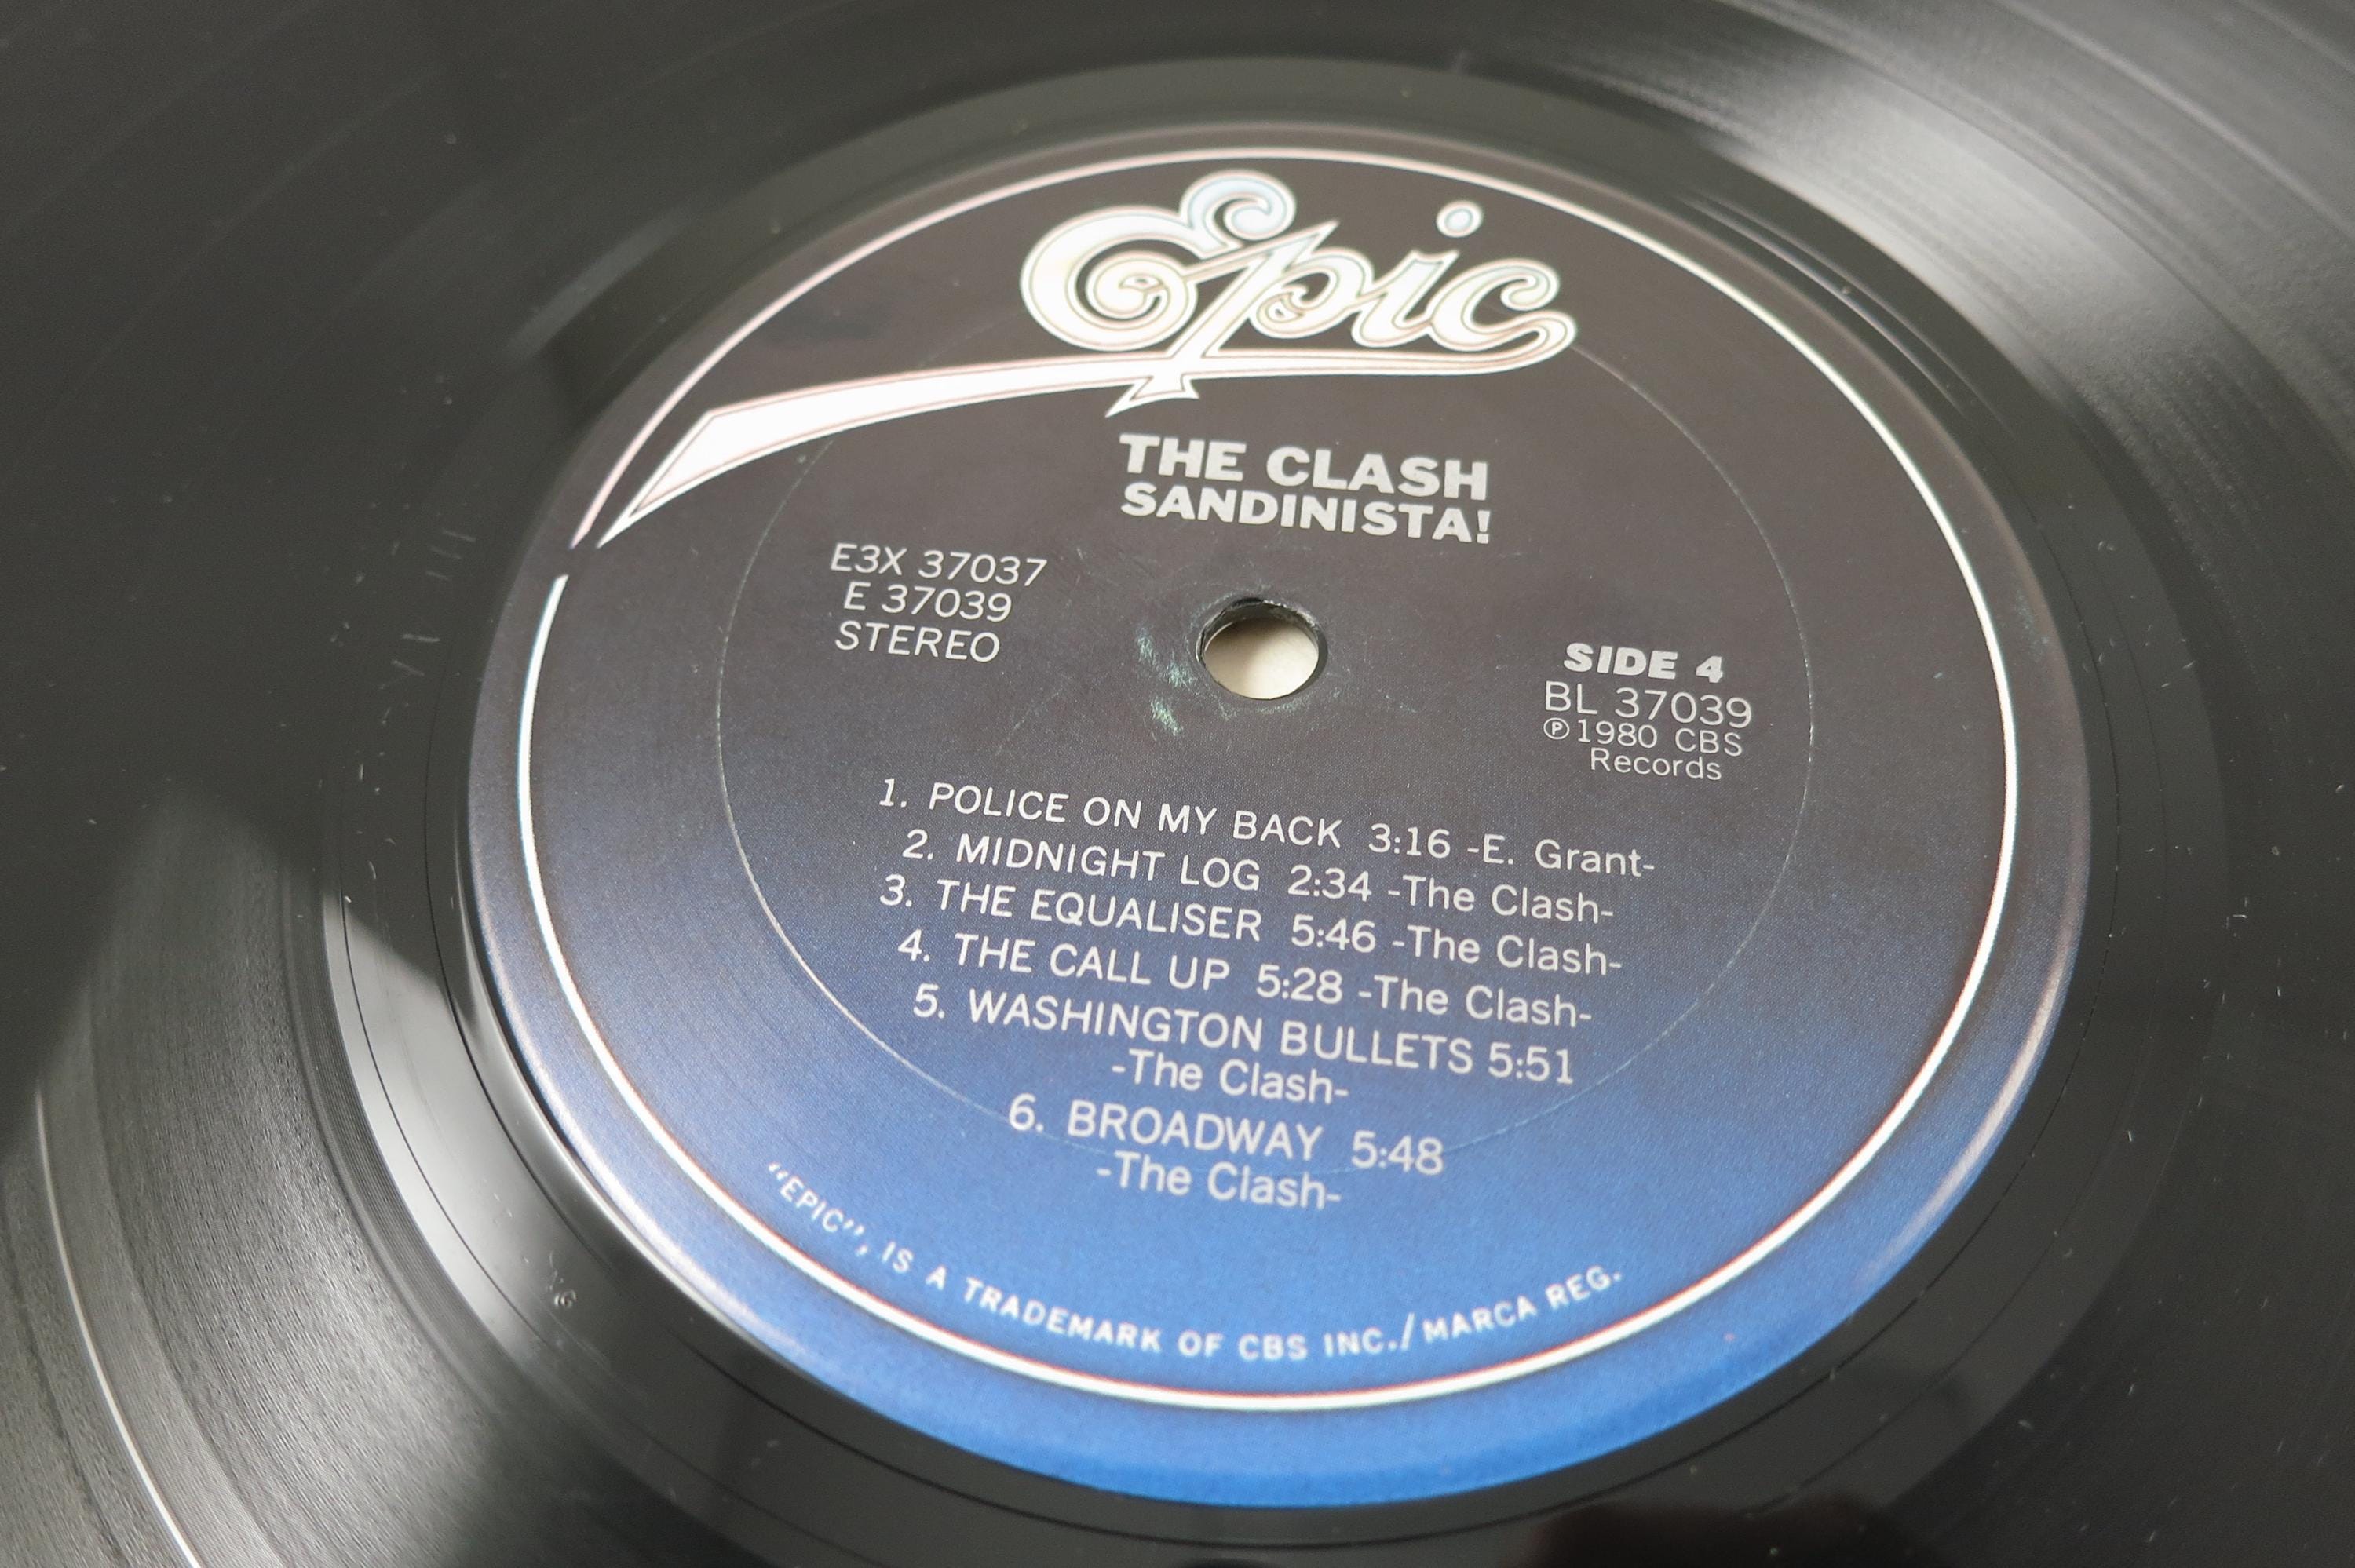 Epic
THE CLASH
SANDINISTA!
E3X 37037
E 37039
STEREO
SIDE 4
BL 37039
℗ 1980 CBS
Records
1. POLICE ON MY BACK 3:16 -E. Grant-
2. MIDNIGHT LOG 2:34 -The Clash-
3. THE EQUALISER 5:46 -The Clash-
4. THE CALL UP 5:28 -The Clash-
5. WASHINGTON BULLETS 5:51
-The Clash-
6. BROADWAY 5:48
-The Clash-
"EPIC", IS A TRADEMARK OF CBS INC./MARCA REG.